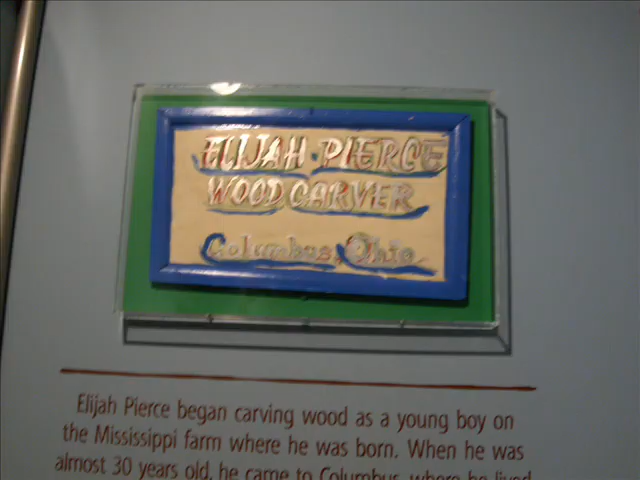 ELIJAH · PIERCE
WOOD CARVER
Columbus, Ohio
Elijah Pierce began carving wood as a young boy on
the Mississippi farm where he was born. When he was
almost 30 years old, he came to Columbus, where he lived